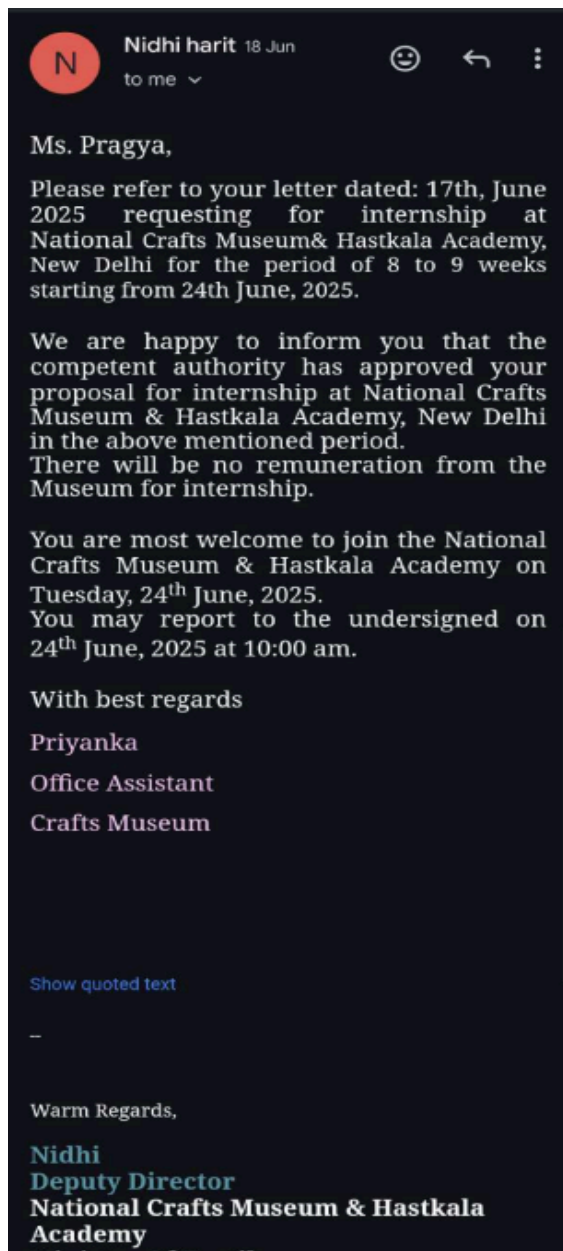 N
Nidhi harit 18 Jun
to me
Ms. Pragya,
Please refer to your letter dated: 17th, June
2025 requesting for internship at
National Crafts Museum& Hastkala Academy,
New Delhi for the period of 8 to 9 weeks
starting from 24th June, 2025.
We are happy to inform you that the
competent authority has approved your
proposal for internship at National Crafts
Museum & Hastkala Academy, New Delhi
in the above mentioned period.
There will be no remuneration from the
Museum for internship.
You are most welcome to join the National
Crafts Museum & Hastkala Academy on
Tuesday, 24th June, 2025.
You may report to the undersigned on
24th June, 2025 at 10:00 am.
With best regards
Priyanka
Office Assistant
Crafts Museum
Show quoted text
--
Warm Regards,
Nidhi
Deputy Director
National Crafts Museum & Hastkala
Academy